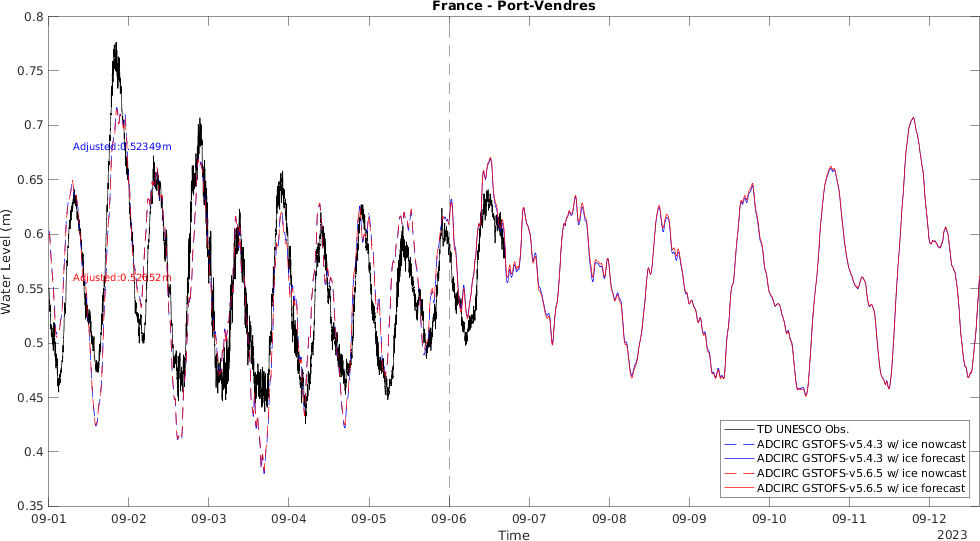 France - Port-Vendres
0.8
0.75
0.7
0.65
0.6
0.55
0.5
0.45
0.4
0.35
Water Level (m)
Adjusted:0.52349m
Adjusted:0.52652m
TD UNESCO Obs.
ADCIRC GSTOFS-v5.4.3 w/ ice nowcast
ADCIRC GSTOFS-v5.4.3 w/ ice forecast
ADCIRC GSTOFS-v5.6.5 w/ ice nowcast
ADCIRC GSTOFS-v5.6.5 w/ ice forecast
09-01 09-02 09-03 09-04 09-05 09-06 09-07 09-08 09-09 09-10 09-11 09-12
Time
2023